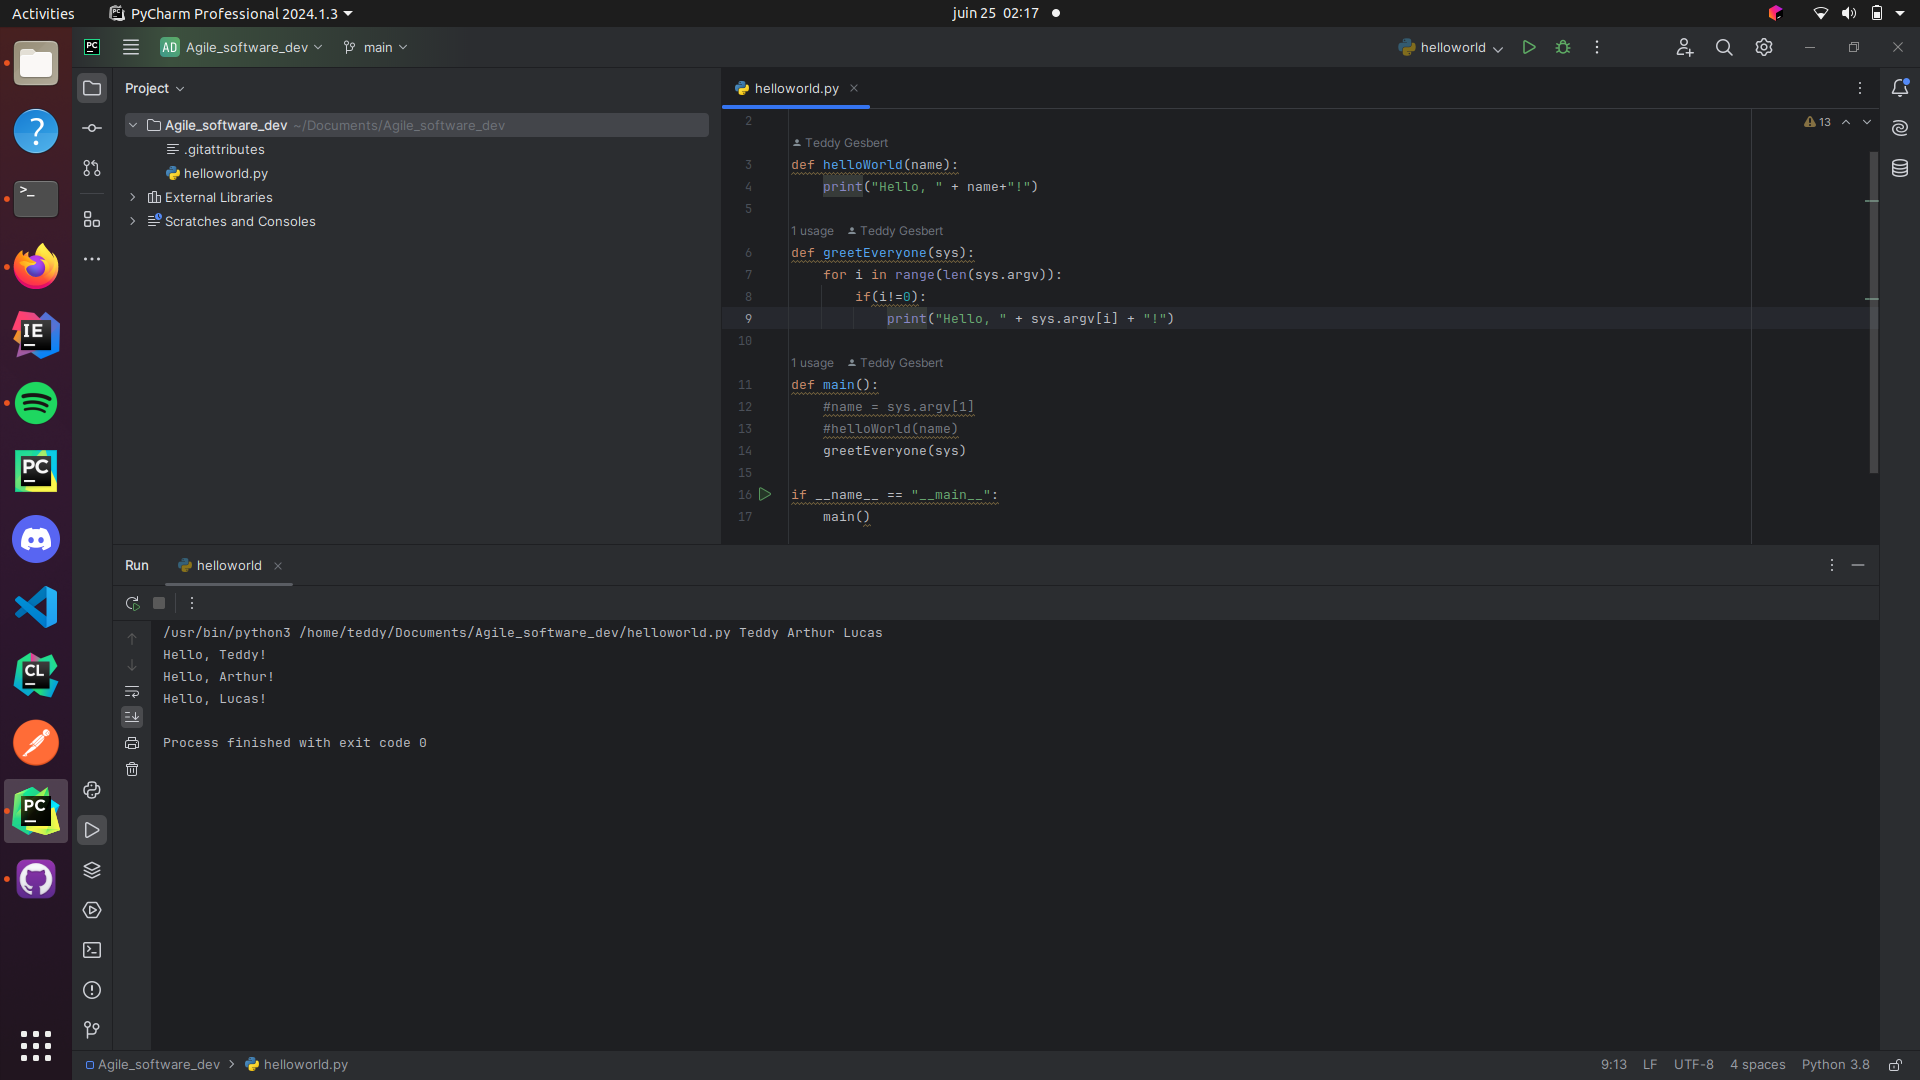 Activities PyCharm Professional 2024.1.3 juin 25 02:17
PC AD Agile_software_dev main helloworld
Project
Agile_software_dev ~/Documents/Agile_software_dev
.gitattributes
helloworld.py
External Libraries
Scratches and Consoles
helloworld.py
13
2
Teddy Gesbert
3 def helloWorld(name):
4     print("Hello, " + name+"!")
5
1 usage Teddy Gesbert
6 def greetEveryone(sys):
7     for i in range(len(sys.argv)):
8         if(i!=0):
9             print("Hello, " + sys.argv[i] + "!")
10
1 usage Teddy Gesbert
11 def main():
12     #name = sys.argv[1]
13     #helloWorld(name)
14     greetEveryone(sys)
15
16 if __name__ == "__main__":
17     main()
Run helloworld
/usr/bin/python3 /home/teddy/Documents/Agile_software_dev/helloworld.py Teddy Arthur Lucas
Hello, Teddy!
Hello, Arthur!
Hello, Lucas!
Process finished with exit code 0
?
>_
IE
PC
CL
PC
Agile_software_dev > helloworld.py 9:13 LF UTF-8 4 spaces Python 3.8